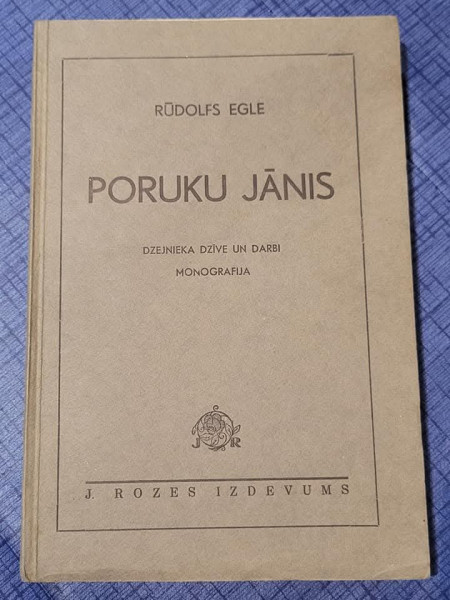 RŪDOLFS EGLE
PORUKU JĀNIS
DZEJNIEKA DZĪVE UN DARBI
MONOGRAFIJA
J R
J. ROZES IZDEVUMS